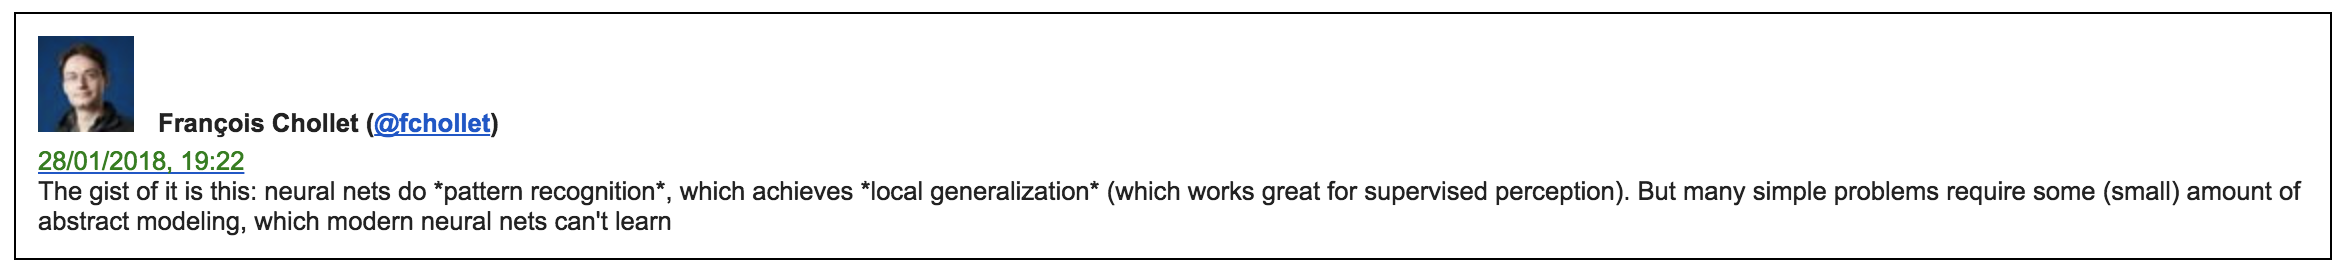 François Chollet (@fchollet)
28/01/2018, 19:22
The gist of it is this: neural nets do *pattern recognition*, which achieves *local generalization* (which works great for supervised perception). But many simple problems require some (small) amount of
abstract modeling, which modern neural nets can't learn